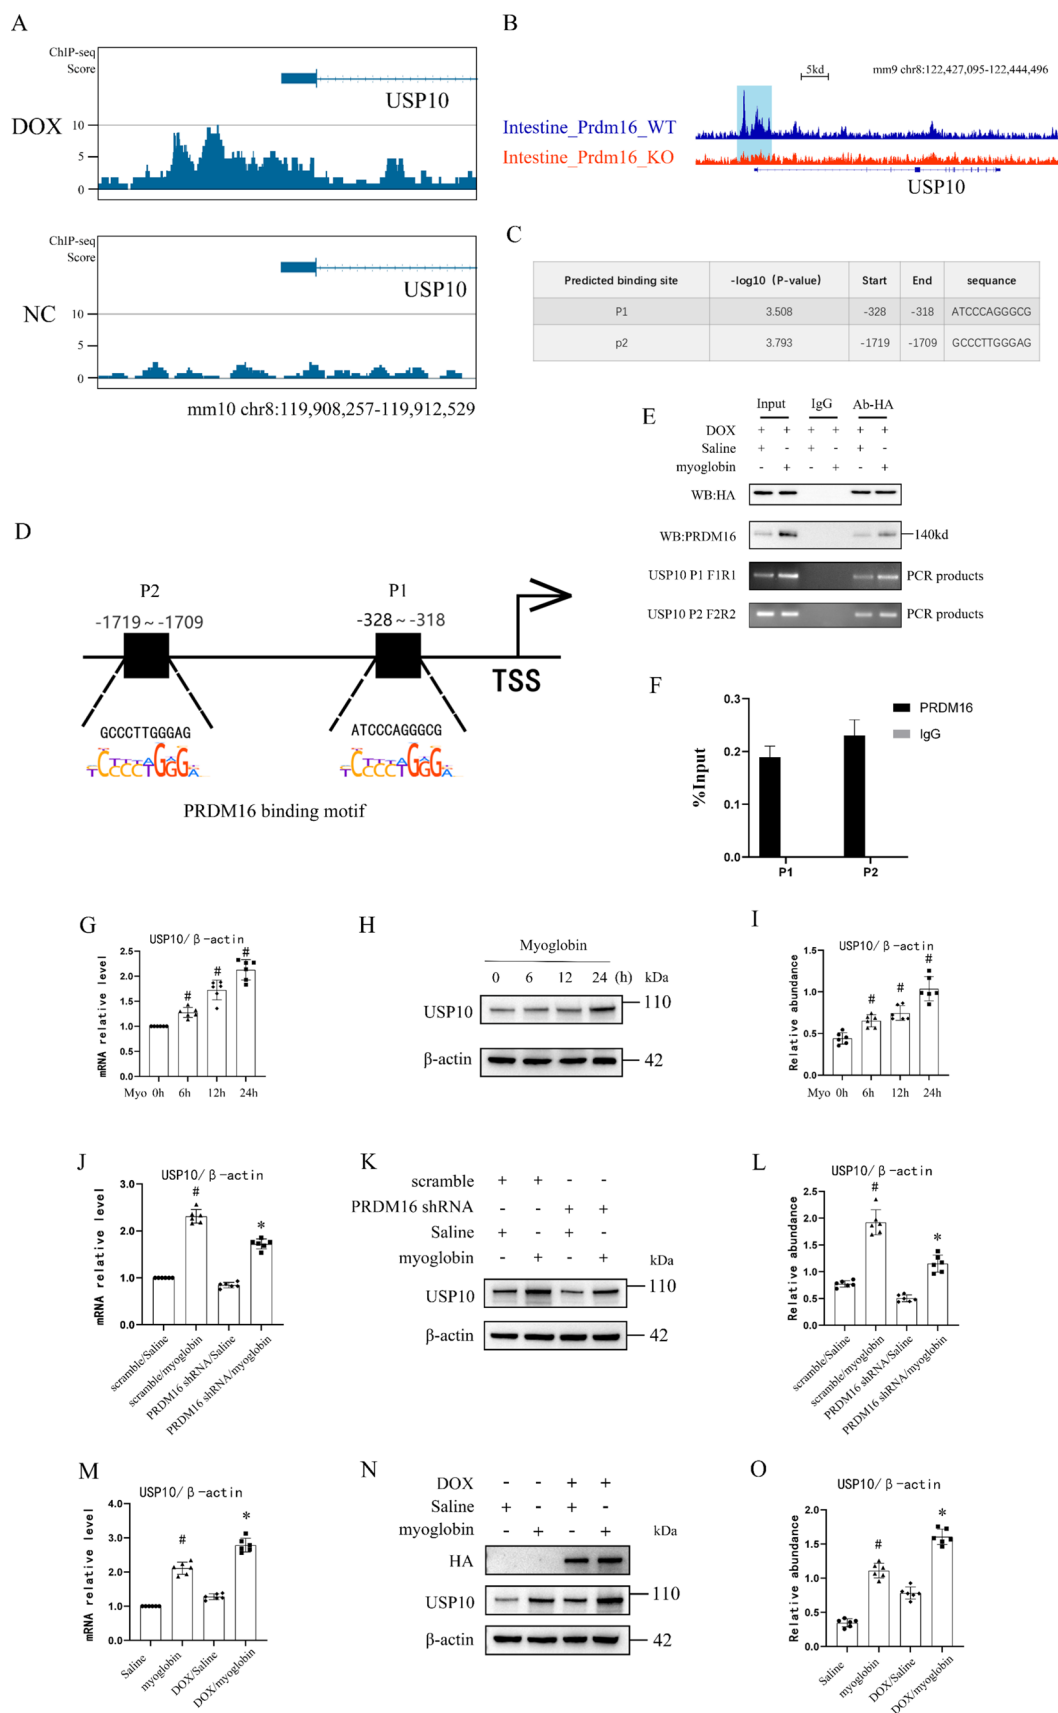 A
ChIP-seq
Score
USP10
DOX
10
5
0
ChIP-seq
Score
USP10
NC
10
5
0
mm10 chr8:119,908,257-119,912,529
B
5kd
mm9 chr8:122,427,095-122,444,496
Intestine_Prdm16_WT
Intestine_Prdm16_KO
USP10
C
Predicted binding site -log10 (P-value) Start End sequance
P1 3.508 -328 -318 ATCCCAGGGCG
p2 3.793 -1719 -1709 GCCCTTGGGAG
D
P2 P1
-1719～-1709 -328～-318
TSS
GCCCTTGGGAG ATCCCAGGGCG
PRDM16 binding motif
E
Input IgG Ab-HA
DOX + + + + + +
Saline + - + - + -
myoglobin - + - + - +
WB:HA
WB:PRDM16 140kd
USP10 P1 F1R1 PCR products
USP10 P2 F2R2 PCR products
F
%Input
0.3
0.2
0.1
0.0
P1 P2
PRDM16
IgG
G
USP10/β-actin
mRNA relative level
2.5
2.0
1.5
1.0
0.5
0.0
# # #
Myo 0h 6h 12h 24h
H
Myoglobin
0 6 12 24 (h) kDa
USP10 110
β-actin 42
I
USP10/β-actin
Relative abundance
1.5
1.0
0.5
0.0
# # #
Myo 0h 6h 12h 24h
J
USP10/β-actin
mRNA relative level
3.0
2.0
1.0
0.0
# *
scramble/Saline
scramble/myoglobin
PRDM16 shRNA/Saline
PRDM16 shRNA/myoglobin
K
scramble + + - -
PRDM16 shRNA - - + +
Saline + - + -
myoglobin - + - + kDa
USP10 110
β-actin 42
L
USP10/β-actin
Relative abundance
2.5
2.0
1.5
1.0
0.5
0.0
# *
scramble/Saline
scramble/myoglobin
PRDM16 shRNA/Saline
PRDM16 shRNA/myoglobin
M
USP10/β-actin
mRNA relative level
4.0
3.0
2.0
1.0
0.0
# *
Saline
myoglobin
DOX/Saline
DOX/myoglobin
N
DOX - - + +
Saline + - + -
myoglobin - + - + kDa
HA
USP10 110
β-actin 42
O
USP10/β-actin
Relative abundance
2.0
1.5
1.0
0.5
0.0
# *
Saline
myoglobin
DOX/Saline
DOX/myoglobin